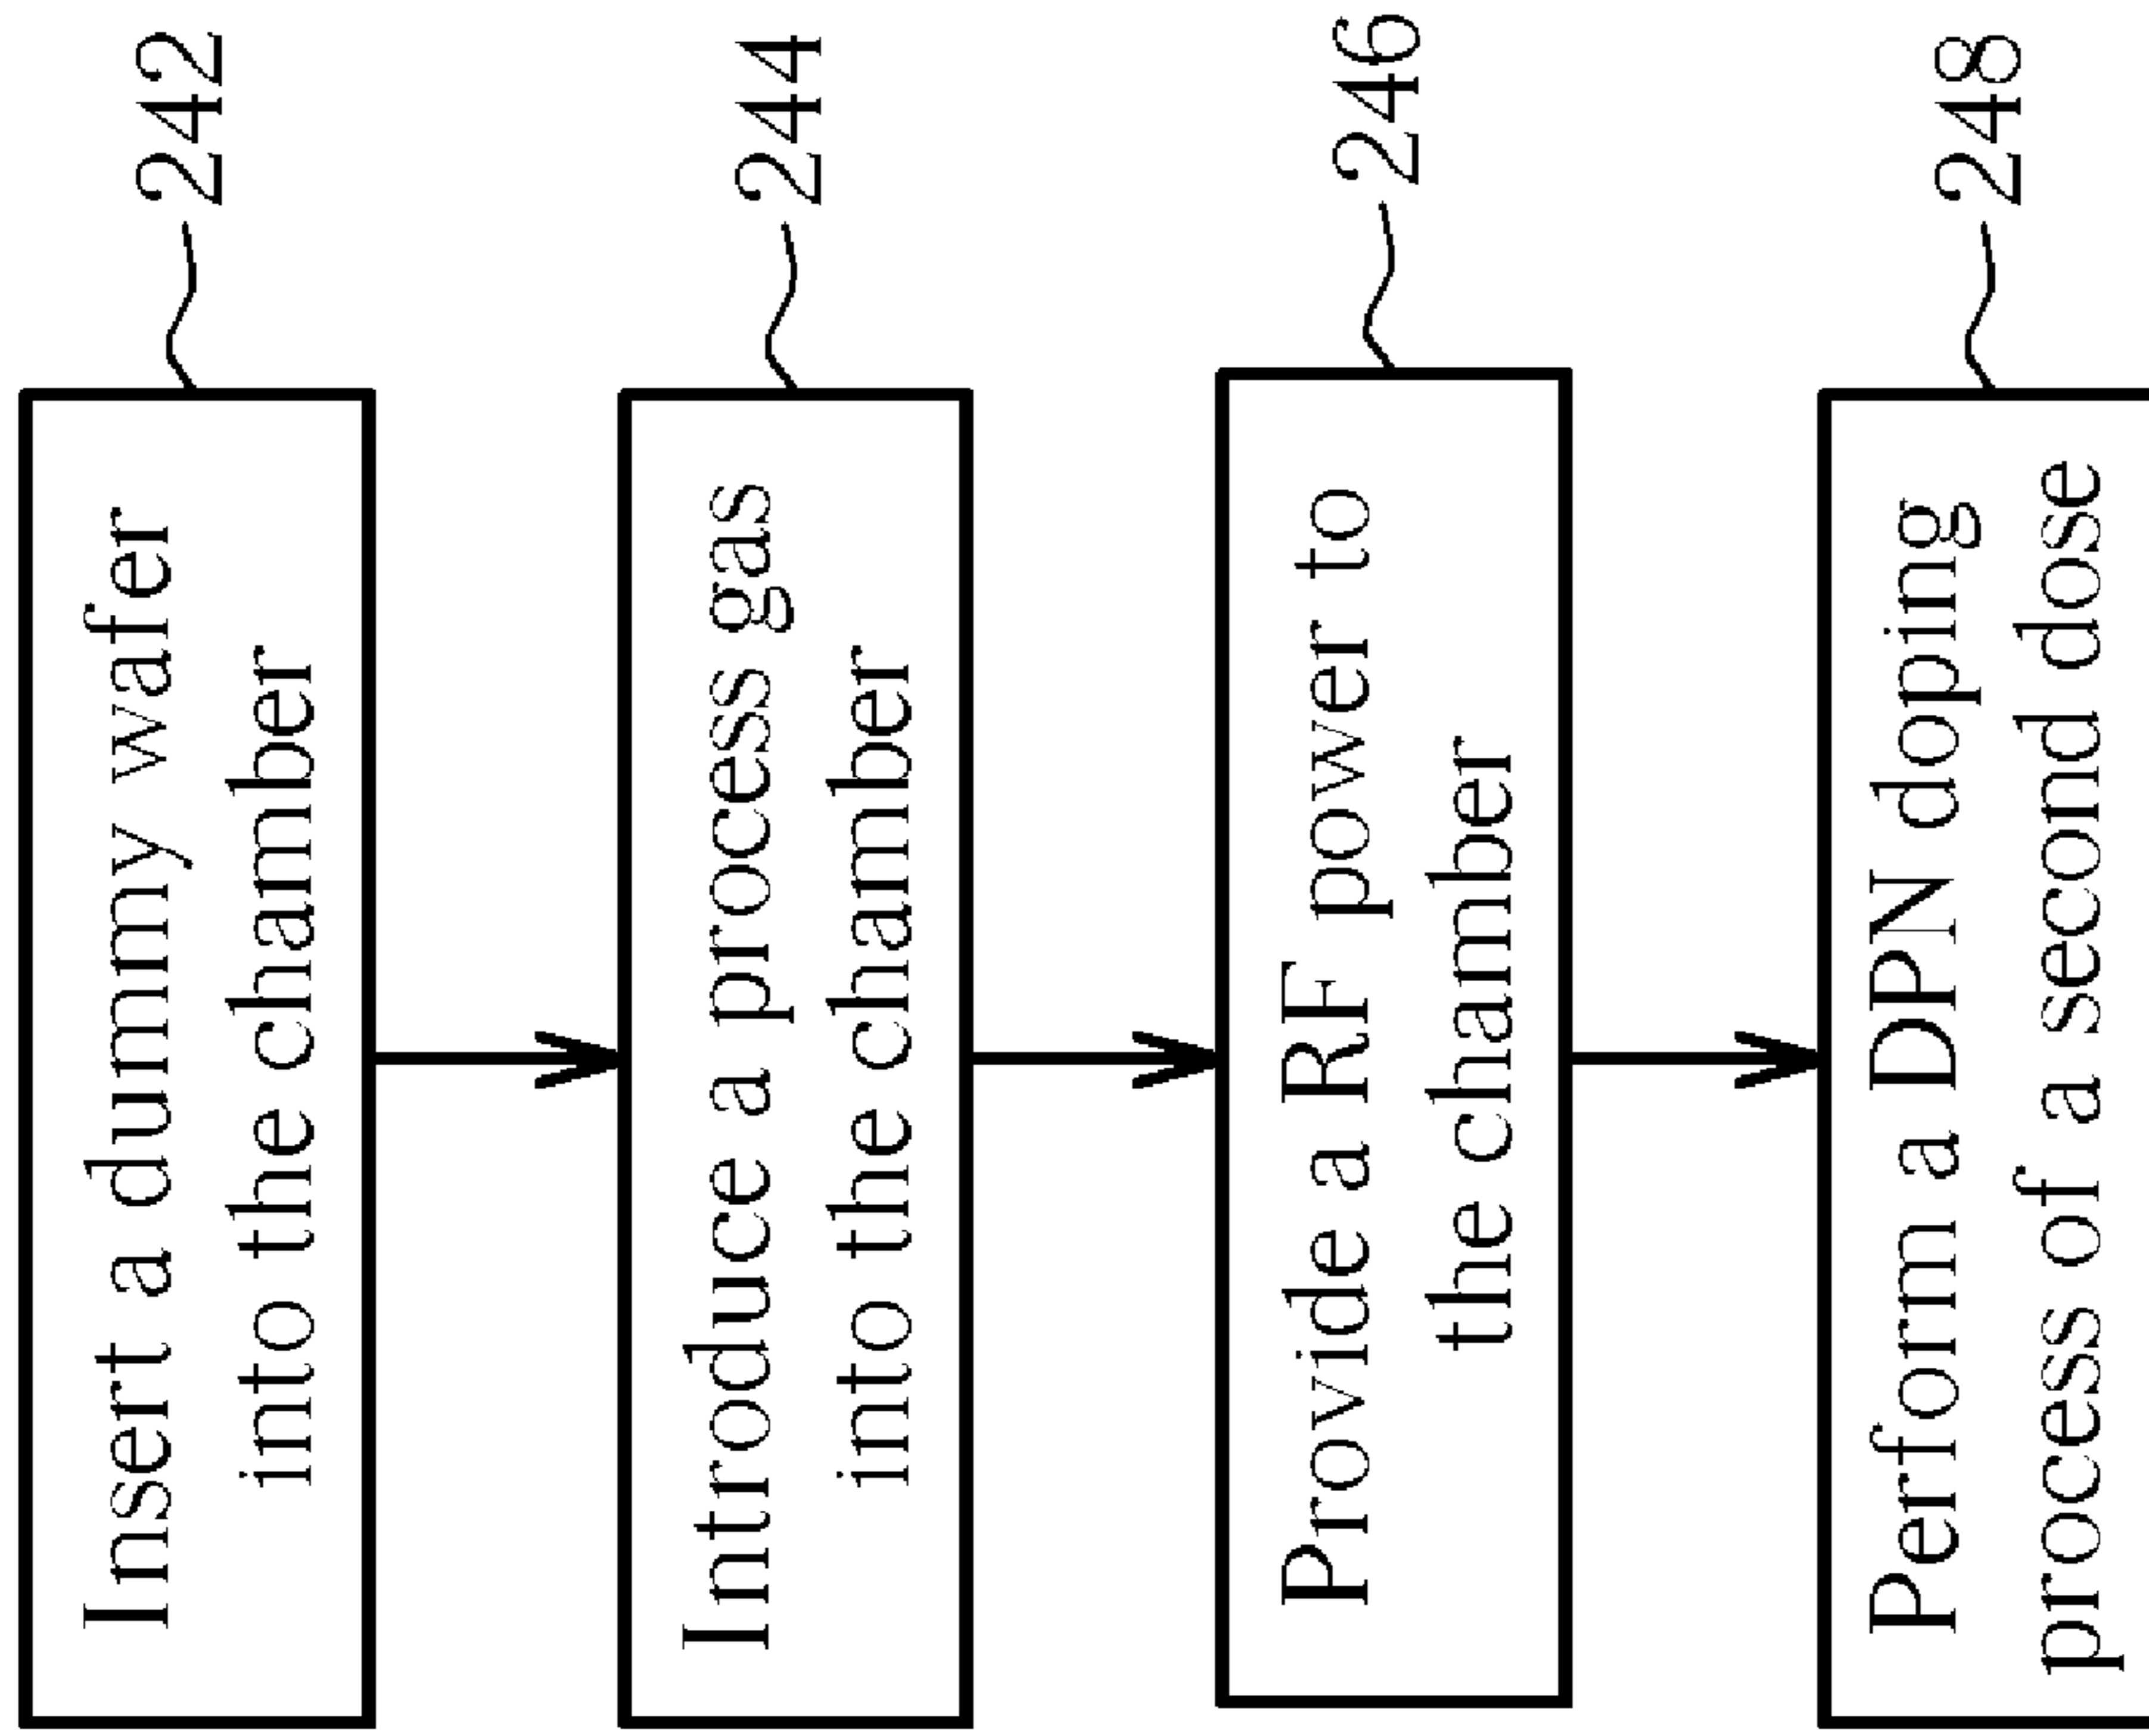 Insert a dummy wafer
into the chamber
242
Introduce a process gas
into the chamber
244
Provide a RF power to
the chamber
246
Perform a DPN doping
process of a second dose
248